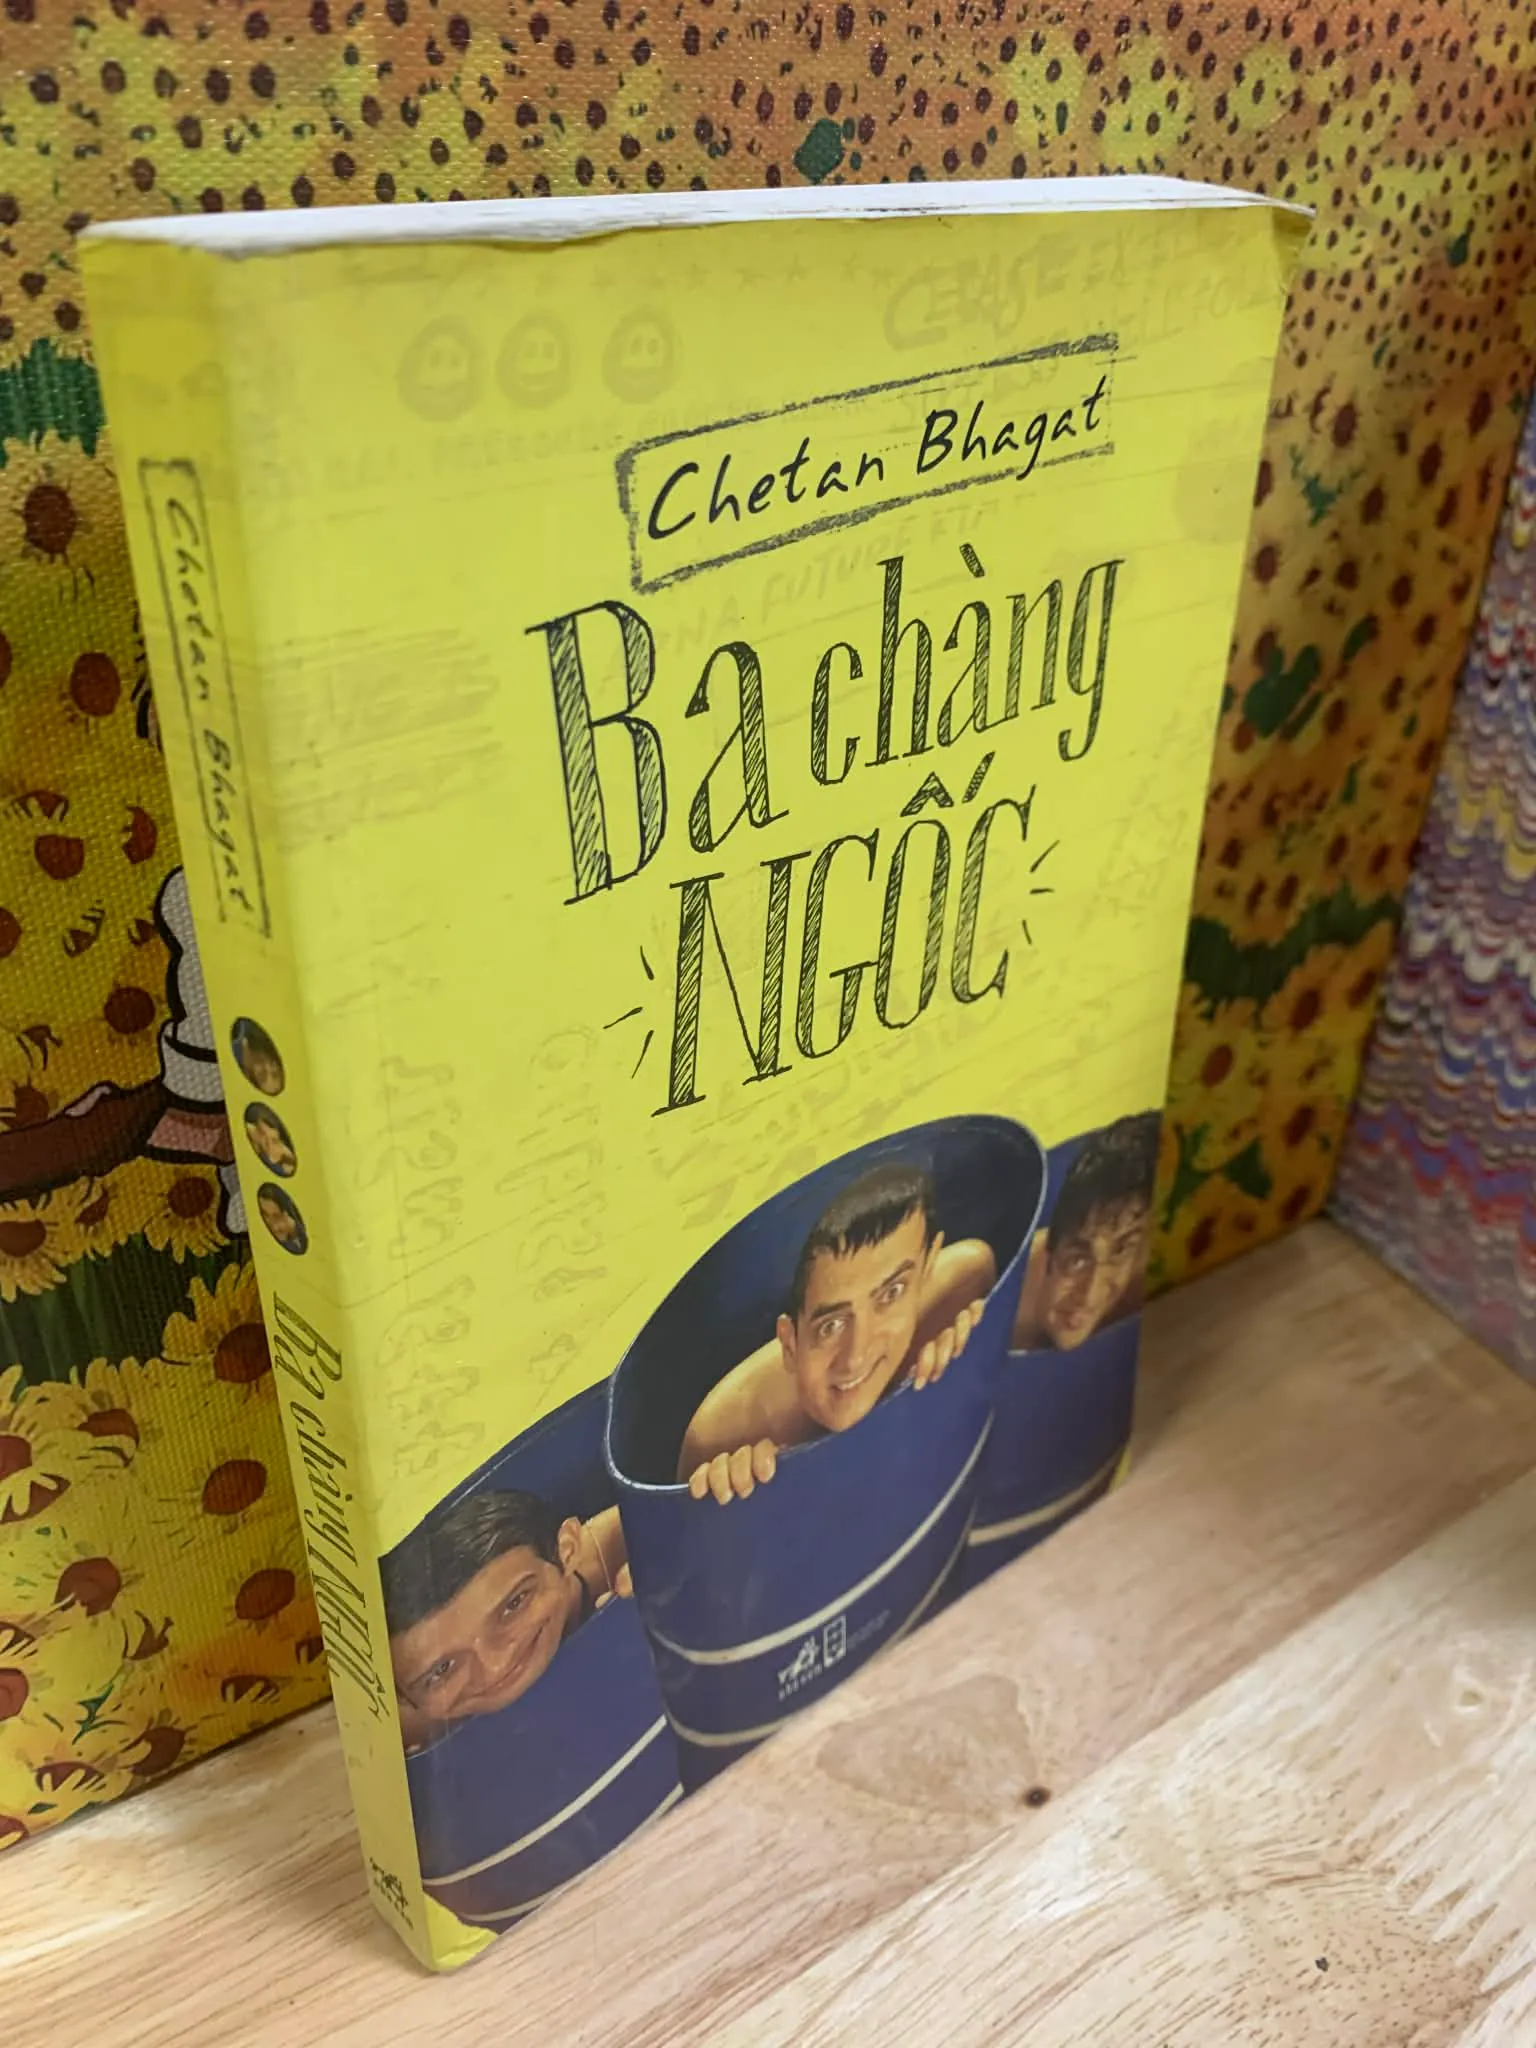 Chetan Bhagat
Ba chàng
NGỐC
Chetan Bhagat
Ba chàng NGỐC